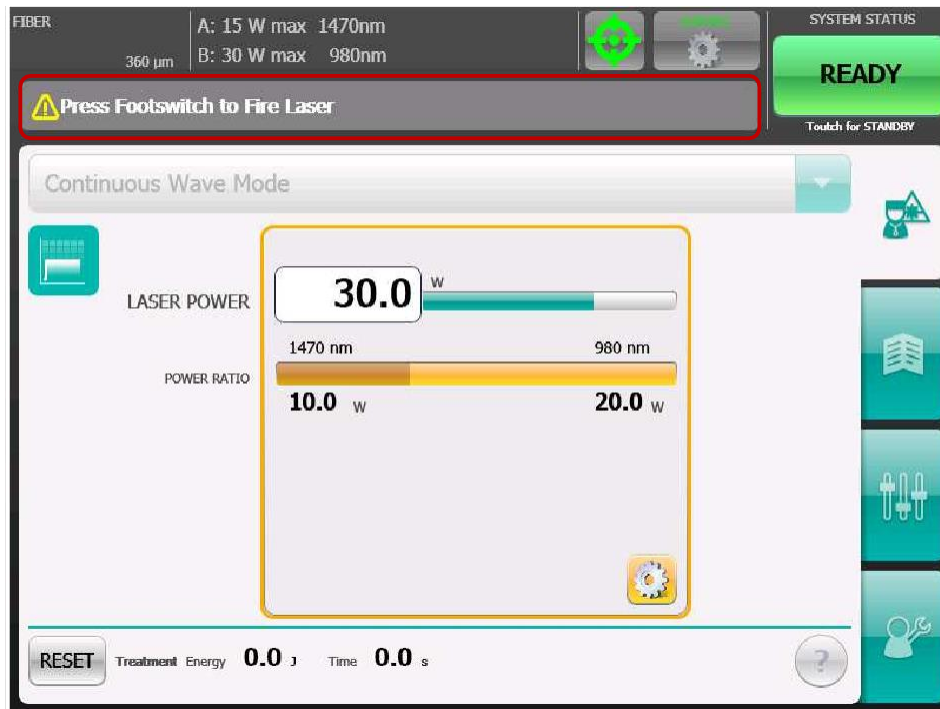 FIBER
360 µm
A: 15 W max 1470nm
B: 30 W max 980nm
SYSTEM STATUS
READY
Toutch for STANDBY
Press Footswitch to Fire Laser
Continuous Wave Mode
LASER POWER
30.0 W
1470 nm 980 nm
POWER RATIO
10.0 W 20.0 W
RESET Treatment Energy 0.0 J Time 0.0 s
?